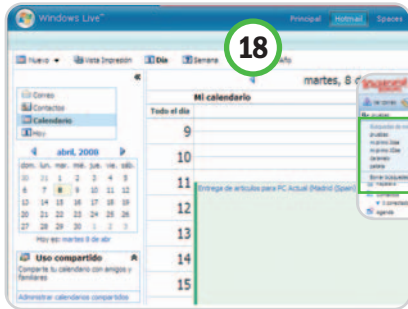 Windows Live™
Principal Hotmail Spaces
18
Nuevo Vista Impresión Día Semana Año
martes, 8 d
Correo
Contactos
Calendario
Hoy
Mi calendario
Todo el día
9
10
11
Entrega de artículos para PC Actual (Madrid (Spain)
12
13
14
15
abril, 2008
dom. lun. mar. mié. jue. vie. sáb.
30 31 1 2 3 4 5
6 7 8 9 10 11 12
13 14 15 16 17 18 19
20 21 22 23 24 25 26
27 28 29 30 1 2 3
Hoy es: martes 8 de abr
Uso compartido
Comparte tu calendario con amigos y
familiares
Administrar calendarios compartidos
Agenda